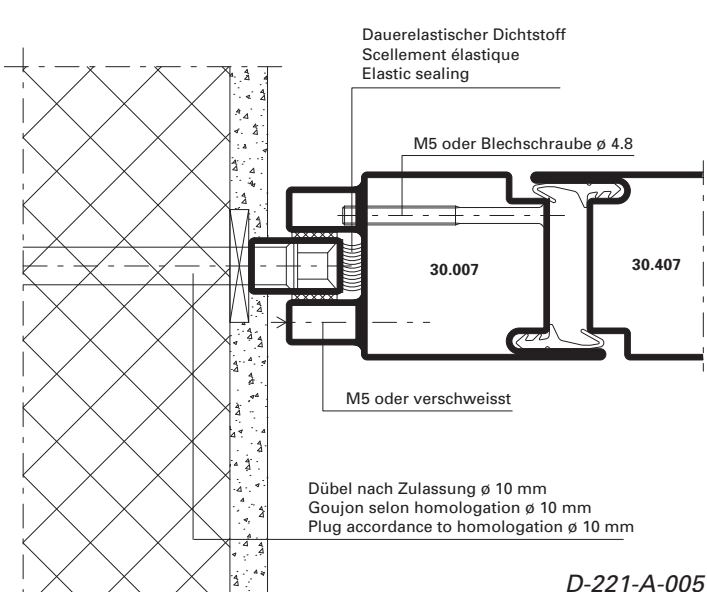 Dauerelastischer Dichtstoff
Scellement élastique
Elastic sealing
M5 oder Blechschraube ø 4.8
30.007
30.407
M5 oder verschweisst
Dübel nach Zulassung ø 10 mm
Goujon selon homologation ø 10 mm
Plug accordance to homologation ø 10 mm
D-221-A-005